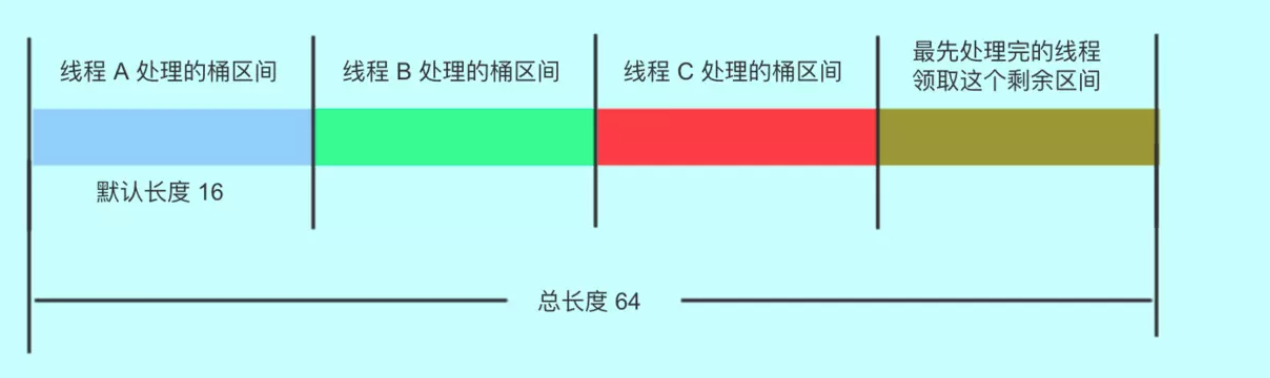 线程 A 处理的桶区间
线程 B 处理的桶区间
线程 C 处理的桶区间
最先处理完的线程
领取这个剩余区间
默认长度 16
总长度 64